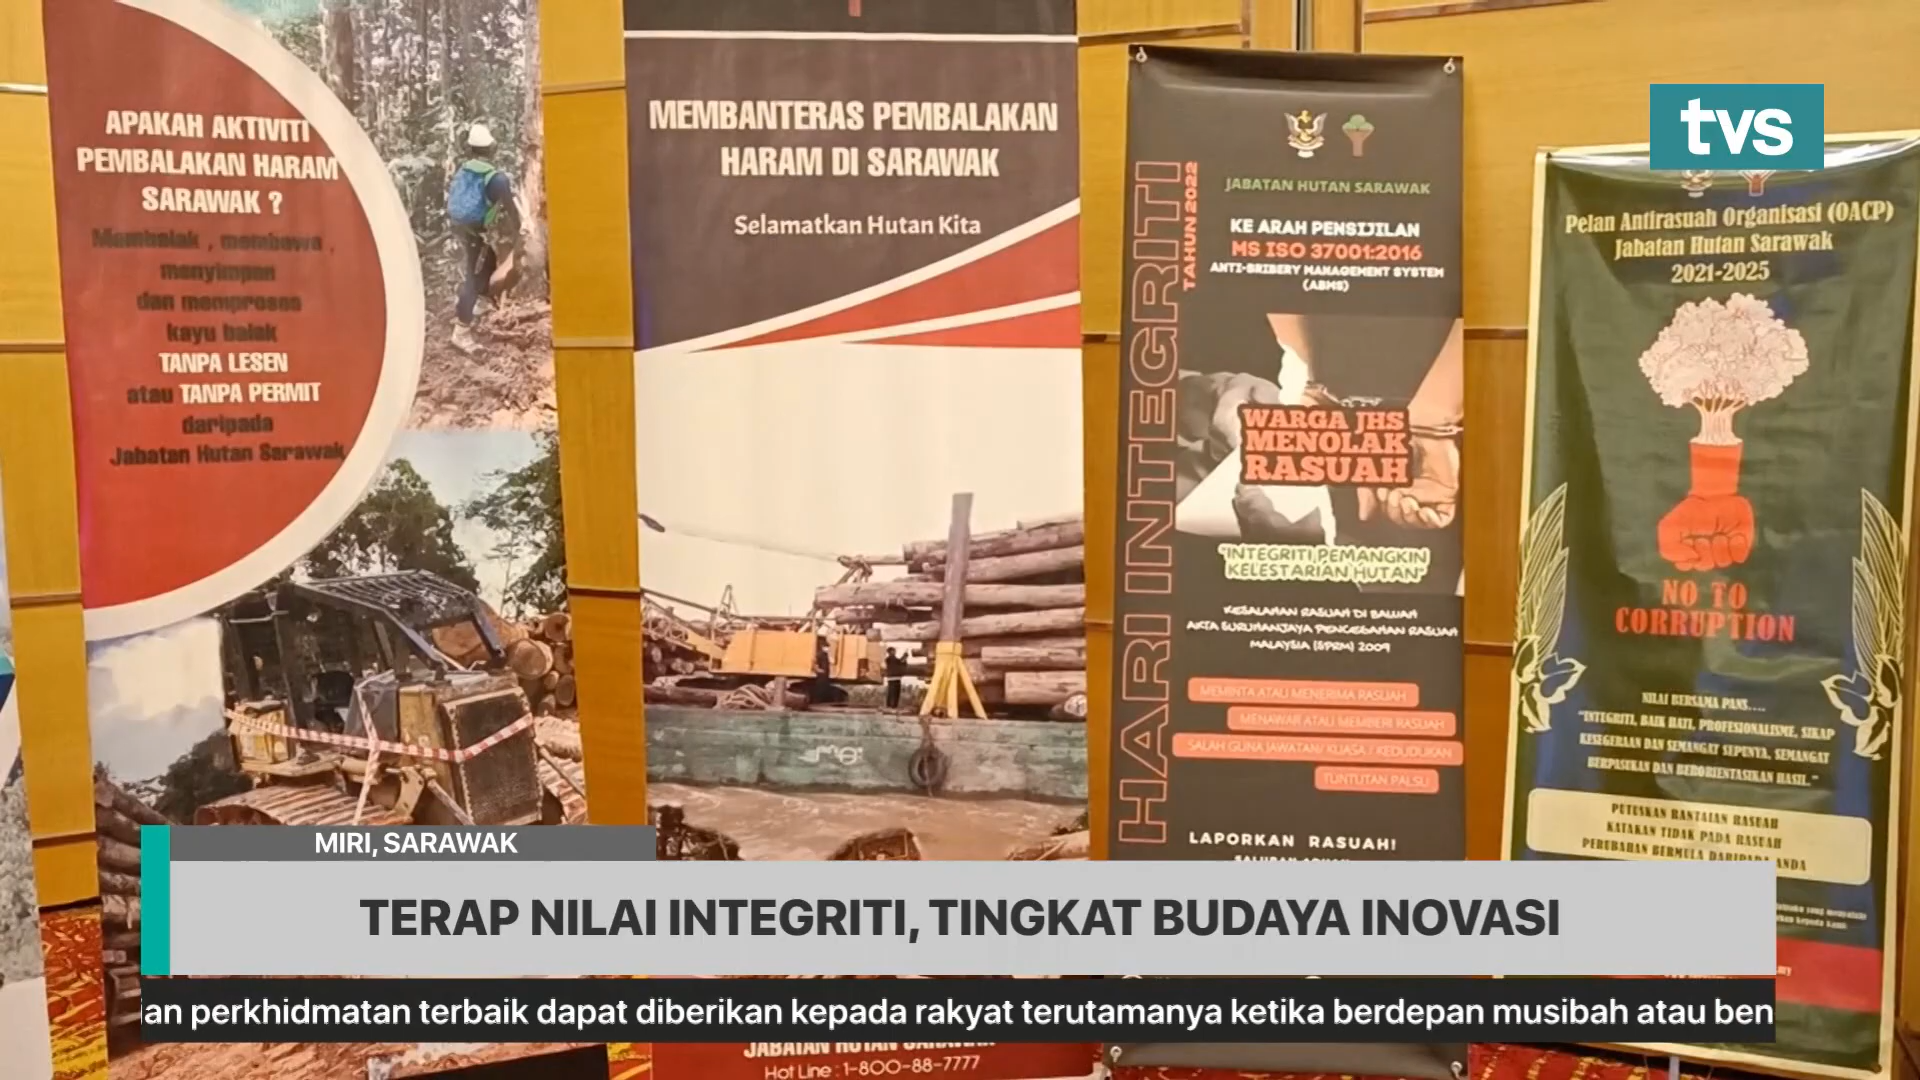 APAKAH AKTIVITI
PEMBALAKAN HARAM
SARAWAK ?
Membalak , membawa ,
menyimpan
dan memproses
kayu balak
TANPA LESEN
atau TANPA PERMIT
daripada
Jabatan Hutan Sarawak
MEMBANTERAS PEMBALAKAN
HARAM DI SARAWAK
Selamatkan Hutan Kita
HARI INTEGRITI
TAHUN 2022
JABATAN HUTAN SARAWAK
KE ARAH PENSIJILAN
MS ISO 37001:2016
ANTI-BRIBERY MANAGEMENT SYSTEM
(ABMS)
WARGA JHS
MENOLAK
RASUAH
"INTEGRITI PEMANGKIN
KELESTARIAN HUTAN"
KESALAHAN RASUAH DI BAWAH
AKTA SURUHANJAYA PENCEGAHAN RASUAH
MALAYSIA (SPRM) 2009
MEMINTA ATAU MENERIMA RASUAH
MENAWAR ATAU MEMBERI RASUAH
SALAH GUNA JAWATAN/ KUASA / KEDUDUKAN
TUNTUTAN PALSU
LAPORKAN RASUAH!
tvs
Pelan Antirasuah Organisasi (OACP)
Jabatan Hutan Sarawak
2021-2025
NO TO
CORRUPTION
NILAI BERSAMA PANS....
"INTEGRITI, BAIK HATI, PROFESIONALISME, SIKAP
KESEGERAAN DAN SEMANGAT SEPUNYA, SEMANGAT
BERPASUKAN DAN BERORIENTASIKAN HASIL."
PUTUSKAN RANTAIAN RASUAH
KATAKAN TIDAK PADA RASUAH
PERUBAHAN BERMULA DARIPADA ANDA
MIRI, SARAWAK
TERAP NILAI INTEGRITI, TINGKAT BUDAYA INOVASI
ian perkhidmatan terbaik dapat diberikan kepada rakyat terutamanya ketika berdepan musibah atau ben
JABATAN HUTAN SARAWAK
Hot Line : 1-800-88-7777